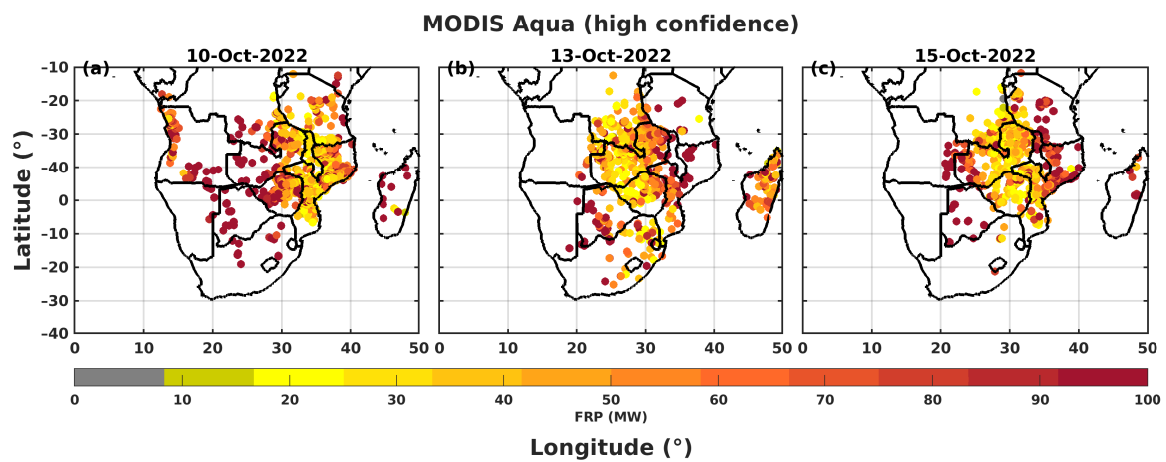 MODIS Aqua (high confidence)
10-Oct-2022 13-Oct-2022 15-Oct-2022
(a) (b) (c)
Latitude (°)
−10
−20
−30
−40
0
−10
−20
−30
−40
0 10 20 30 40 50
0 10 20 30 40 50
0 10 20 30 40 50
0 10 20 30 40 50 60 70 80 90 100
FRP (MW)
Longitude (°)